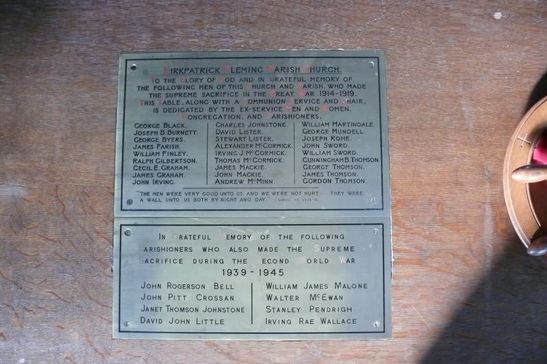 KIRKPATRICK FLEMING PARISH CHURCH.
TO THE GLORY OF GOD AND IN GRATEFUL MEMORY OF
THE FOLLOWING MEN OF THIS CHURCH AND PARISH, WHO MADE
THE SUPREME SACRIFICE IN THE GREAT WAR 1914-1919.
THIS TABLE, ALONG WITH A COMMUNION SERVICE AND CHAIR,
IS DEDICATED BY THE EX-SERVICE MEN AND WOMEN,
CONGREGATION, AND PARISHIONERS.
GEORGE BLACK.
JOSEPH B. BURNETT.
GEORGE BYERS.
JAMES FARISH.
WILLIAM FINLEY.
RALPH GILBERTSON.
CECIL E. GRAHAM.
JAMES GRAHAM.
JOHN IRVING.
CHARLES JOHNSTONE.
DAVID LISTER.
STEWART LISTER.
ALEXANDER McCORMICK.
IRVING J. McCORMICK.
THOMAS McCORMICK.
JAMES MACKIE.
JOHN MACKIE.
ANDREW McMINN.
WILLIAM MARTINDALE.
GEORGE MUNDELL.
JOSEPH ROHE.
JOHN SWORD.
WILLIAM SWORD.
CUNNINGHAM B. THOMSON
GEORGE THOMSON.
JAMES THOMSON.
GORDON THOMSON.
"THE MEN WERE VERY GOOD UNTO US AND WE WERE NOT HURT THEY WERE
A WALL UNTO US BOTH BY NIGHT AND DAY"
IN GRATEFUL MEMORY OF THE FOLLOWING
PARISHIONERS WHO ALSO MADE THE SUPREME
SACRIFICE DURING THE SECOND WORLD WAR
1939-1945
JOHN ROGERSON BELL
JOHN PITT CROSSAN
JANET THOMSON JOHNSTONE
DAVID JOHN LITTLE
WILLIAM JAMES MALONE
WALTER McEWAN
STANLEY PENDRIGH
IRVING RAE WALLACE